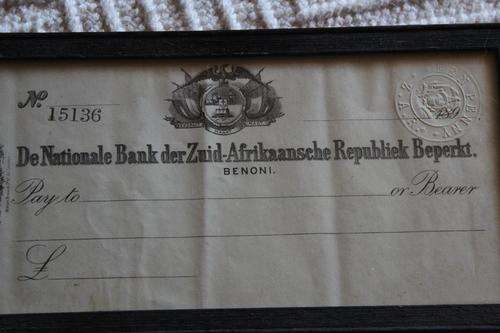 No.
15136
De Nationale Bank der Zuid-Afrikaansche Republiek Beperkt.
BENONI.
Pay to or Bearer
£